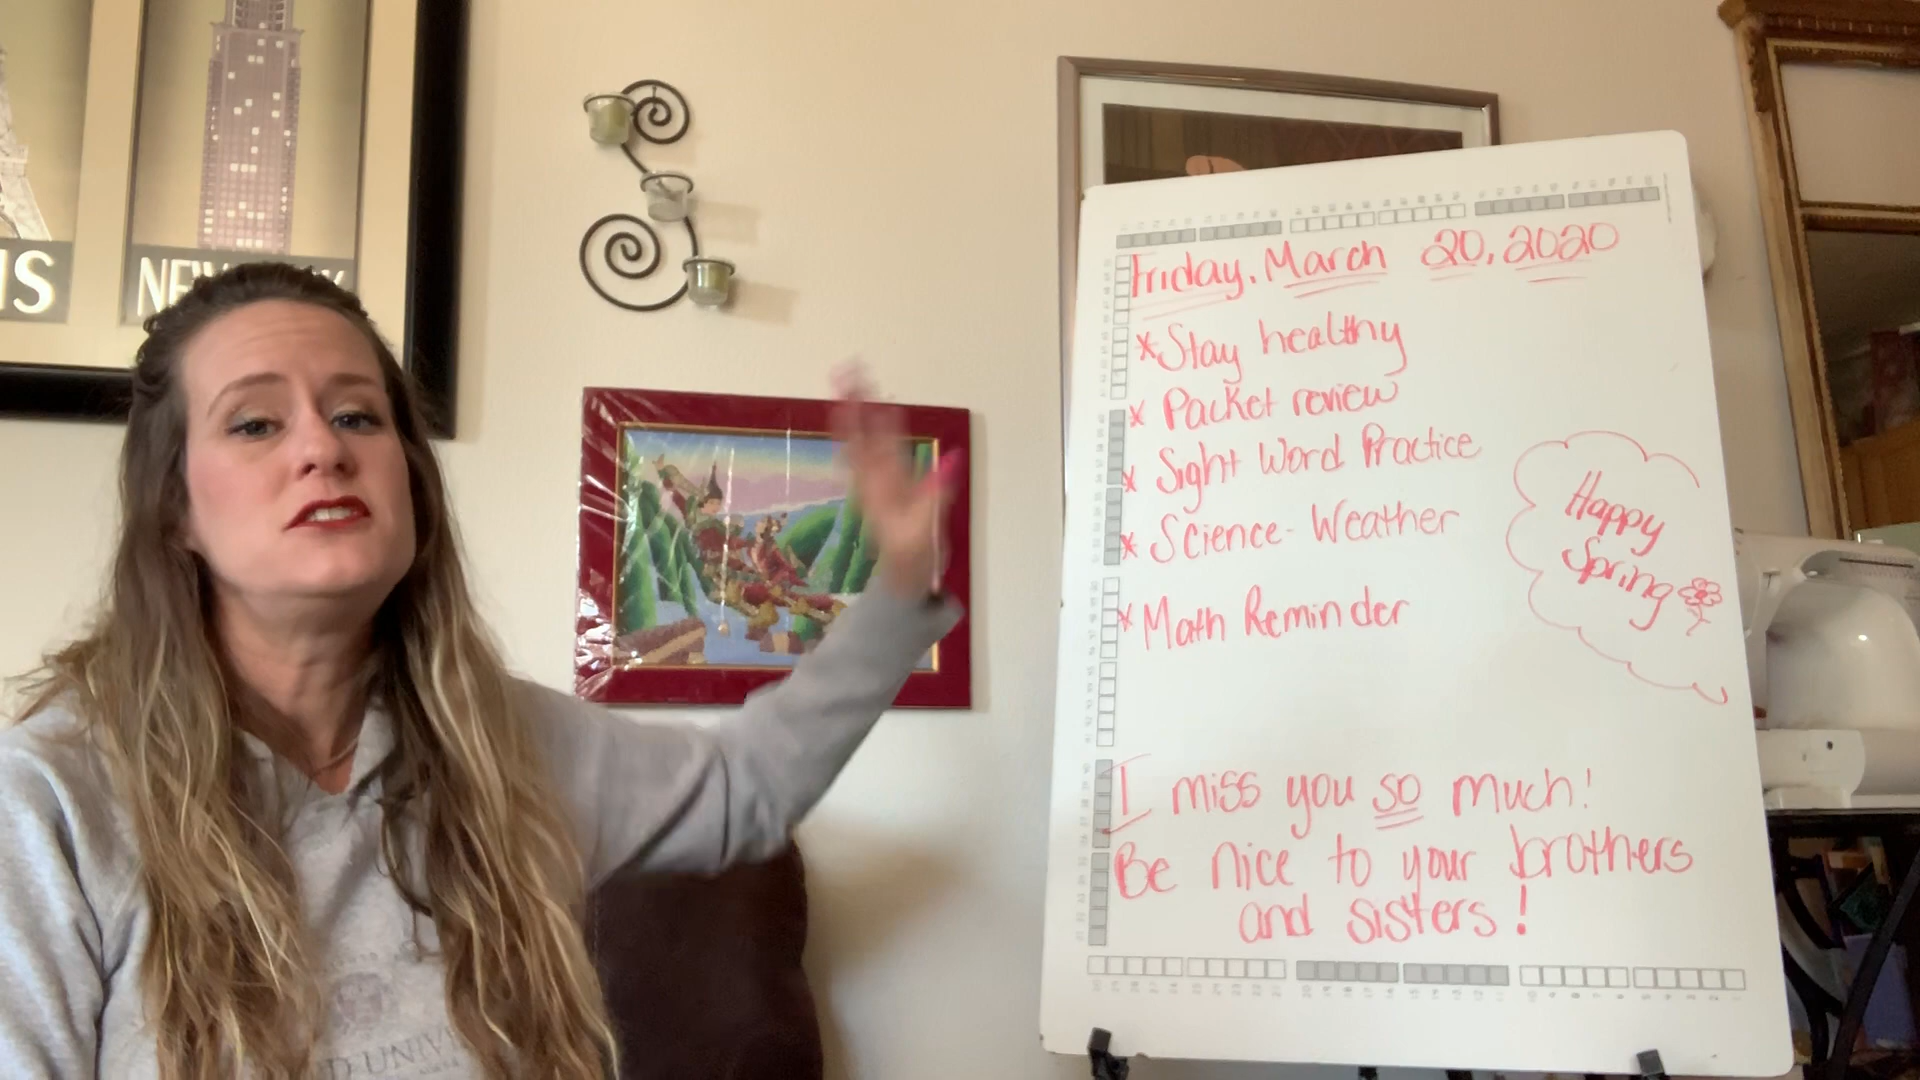 IS
NEW
Friday, March 20, 2020
*Stay healthy
* Packet review
* Sight Word Practice
* Science - Weather
* Math Reminder
Happy
Spring
I miss you so much!
Be nice to your brothers
and sisters!